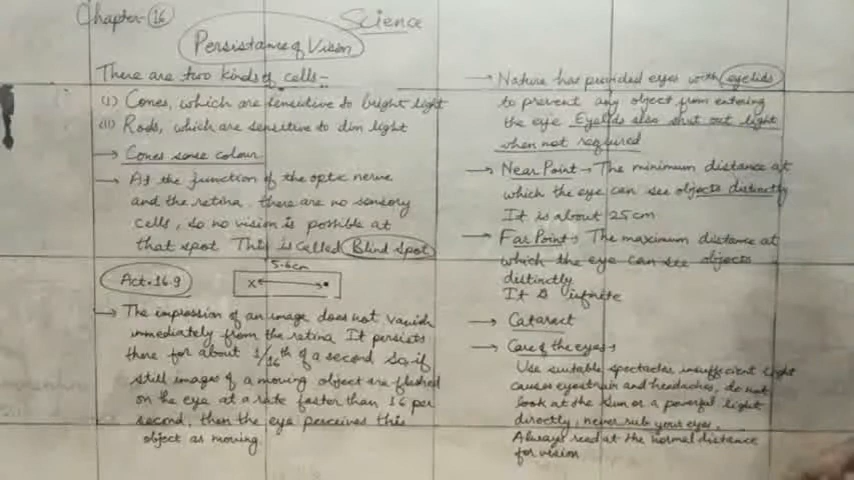 Chapter-16
Science
Persistance of Vison
There are two kinds of cells:-
(i) Cones, which are sensitive to bright light
(ii) Rods, which are sensitive to dim light
→ Cones sense colour
→ At the junction of the optic nerve
and the retina, there are no sensory
cells, so no vision is possible at
that spot This is called Blind spot
Act. 16.9
5-6cm
x
→ The impression of an image does not vanish
immediately from the retina It persists
there for about 1/16th of a second So, if
still images of a moving object are flashed
on the eye at a rate faster than 16 per
second, then the eye perceives this
object as moving.
→ Nature has provided eyes with eyelids
to prevent any object from entering
the eye Eyelids also shut out light
when not required
→ Near Point → The minimum distance at
which the eye can see objects distinctly
It is about 25cm
→ Far Point → The maximum distance at
which the eye can see objects
distinctly
It is infinite
→ Cataract
→ Care of the eyes →
Use suitable spectacles insufficient light
causes eyestrain and headaches, do not
look at the sun or a powerful light
directly, never rub your eyes,
Always read at the normal distance
for vision